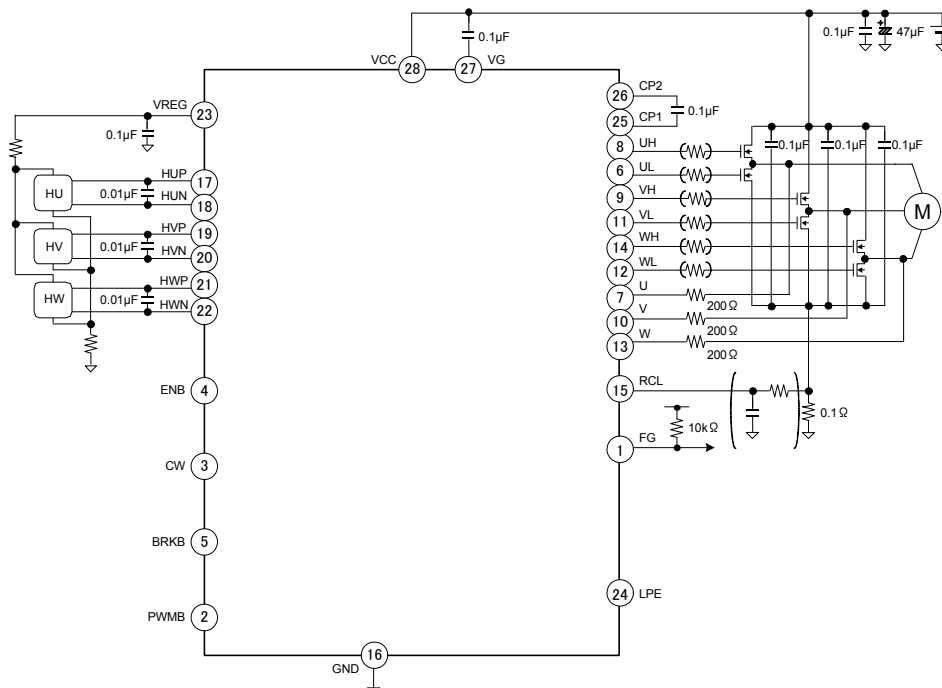 0.1µF
0.1µF
+
47µF
VCC
28
27
VG
VREG
23
26
CP2
0.1µF
25
CP1
0.1µF
8
UH
0.1µF
0.1µF
0.1µF
HUP
17
6
UL
HU
0.01µF
HUN
18
9
VH
HVP
19
11
VL
M
HV
0.01µF
HVN
20
14
WH
HWP
21
12
WL
HW
0.01µF
HWN
22
7
U
200Ω
10
V
200Ω
13
W
200Ω
ENB
4
15
RCL
0.1Ω
10kΩ
1
FG
CW
3
BRKB
5
24
LPE
PWMB
2
16
GND